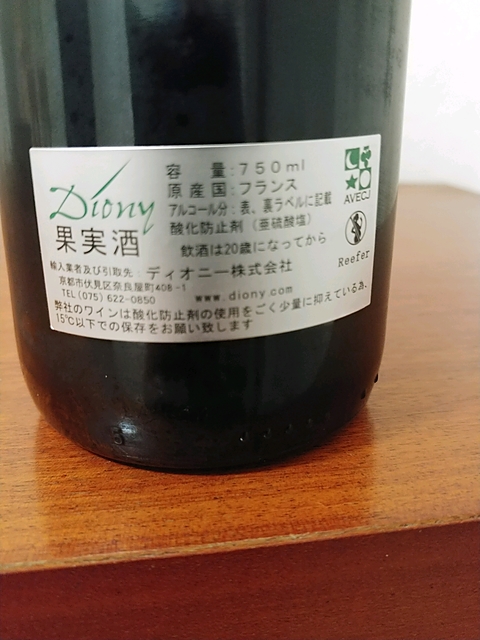 Diony
果実酒
容 量:750ml
原産国:フランス
アルコール分:表、裏ラベルに記載
酸化防止剤(亜硫酸塩)
飲酒は20歳になってから
輸入業者及び引取先:ディオニー株式会社
京都市伏見区奈良屋町408-1
TEL(075)622-0850 www.diony.com
弊社のワインは酸化防止剤の使用をごく少量に抑えている為、
15℃以下での保存をお願い致します
AVECJ
Reefer